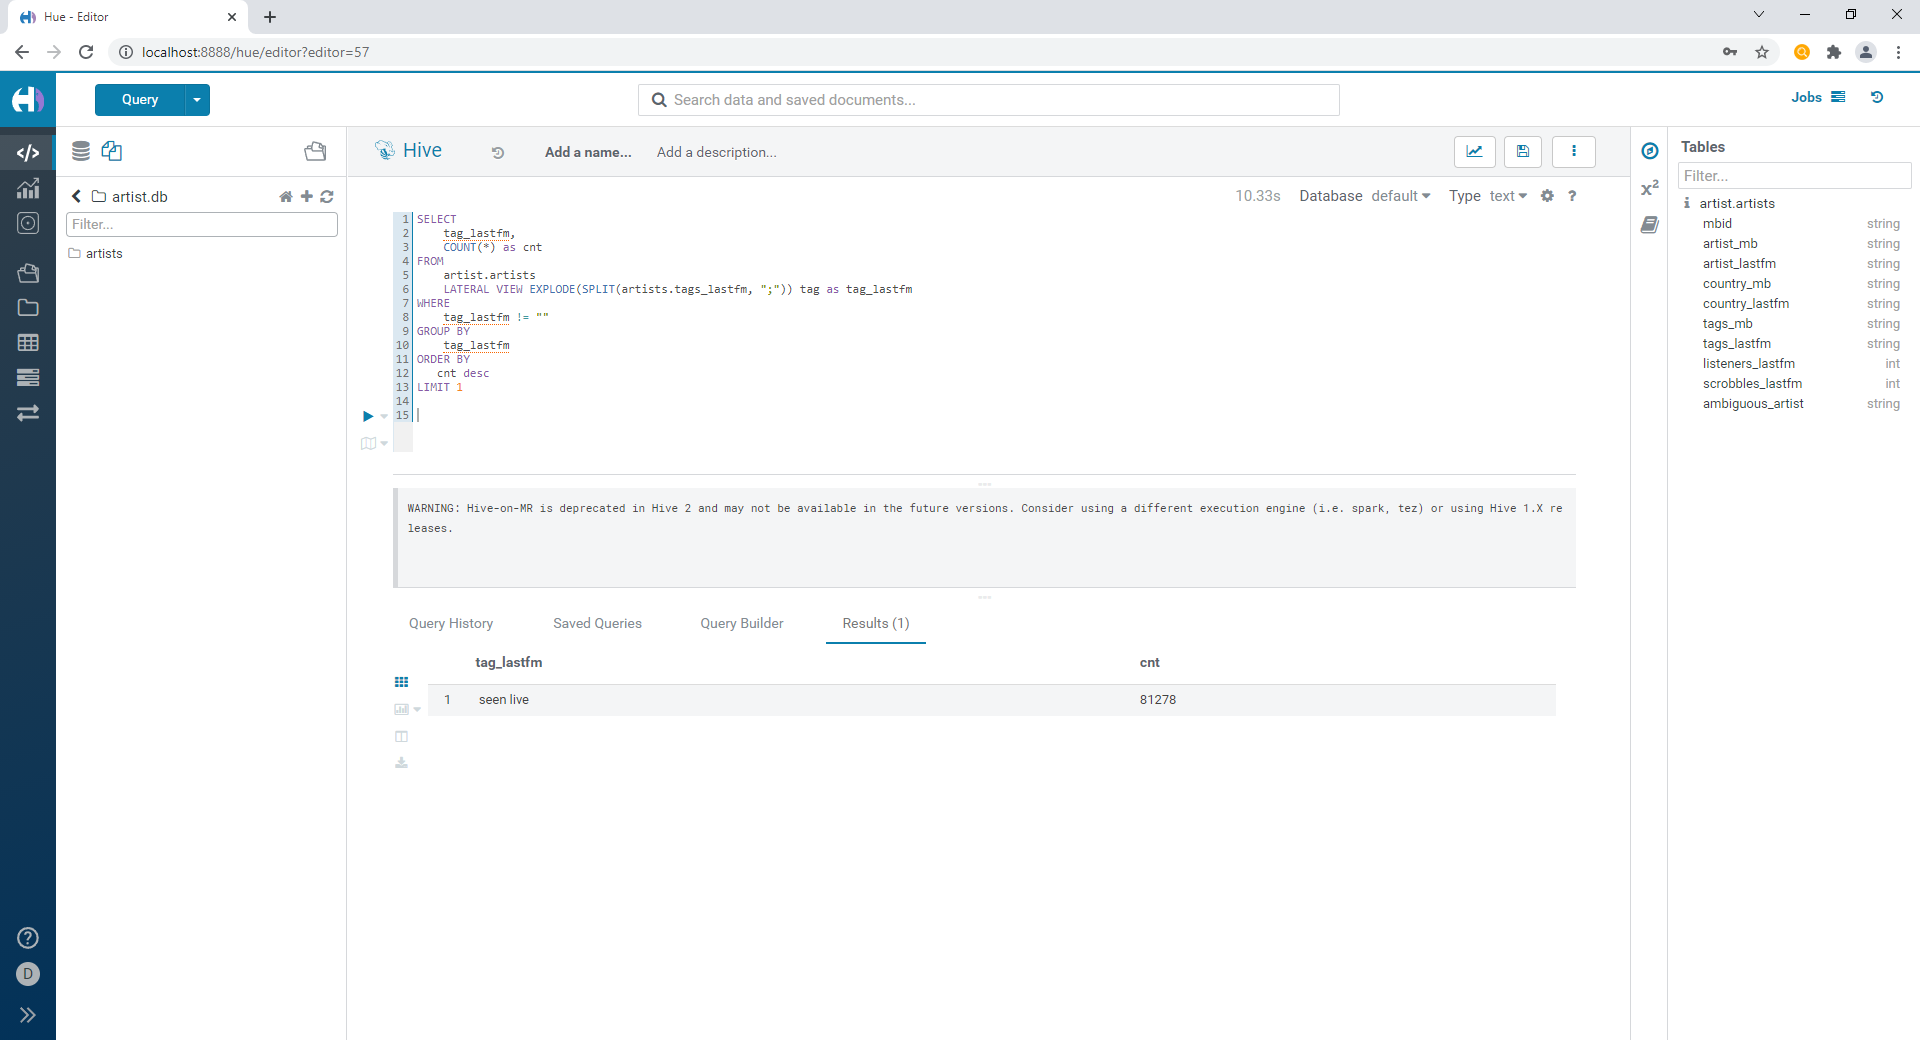 Hue - Editor
localhost:8888/hue/editor?editor=57
Query
Search data and saved documents...
Jobs
Hive
Add a name...
Add a description...
artist.db
Filter...
artists
10.33s Database default Type text ?
1 SELECT
2 tag_lastfm,
3 COUNT(*) as cnt
4 FROM
5 artist.artists
6 LATERAL VIEW EXPLODE(SPLIT(artists.tags_lastfm, ";")) tag as tag_lastfm
7 WHERE
8 tag_lastfm != ""
9 GROUP BY
10 tag_lastfm
11 ORDER BY
12 cnt desc
13 LIMIT 1
14
15
WARNING: Hive-on-MR is deprecated in Hive 2 and may not be available in the future versions. Consider using a different execution engine (i.e. spark, tez) or using Hive 1.X re
leases.
Query History Saved Queries Query Builder Results (1)
tag_lastfm cnt
1 seen live 81278
x²
Tables
Filter...
artist.artists
mbid string
artist_mb string
artist_lastfm string
country_mb string
country_lastfm string
tags_mb string
tags_lastfm string
listeners_lastfm int
scrobbles_lastfm int
ambiguous_artist string
?
D